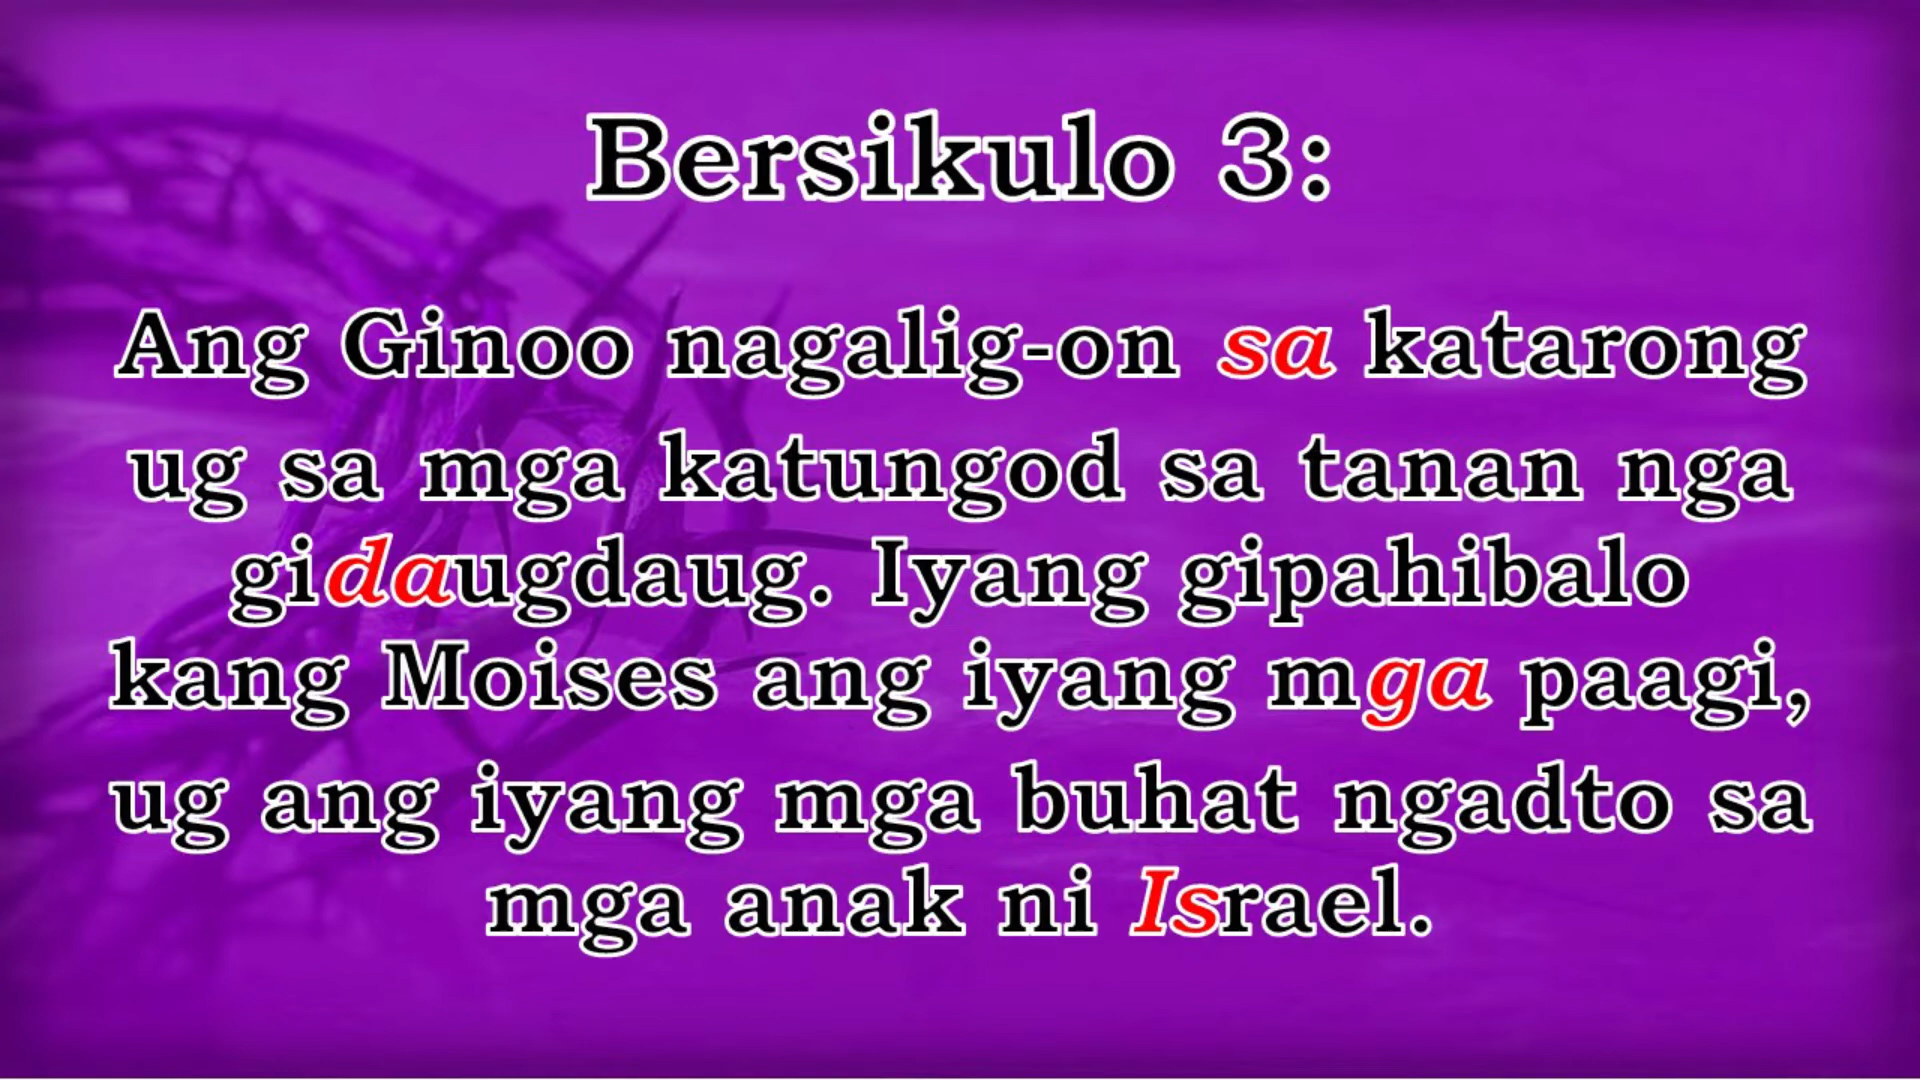 Bersikulo 3:
Ang Ginoo nagalig-on sa katarong
ug sa mga katungod sa tanan nga
gidaugdaug. Iyang gipahibalo
kang Moises ang iyang mga paagi,
ug ang iyang mga buhat ngadto sa
mga anak ni Israel.